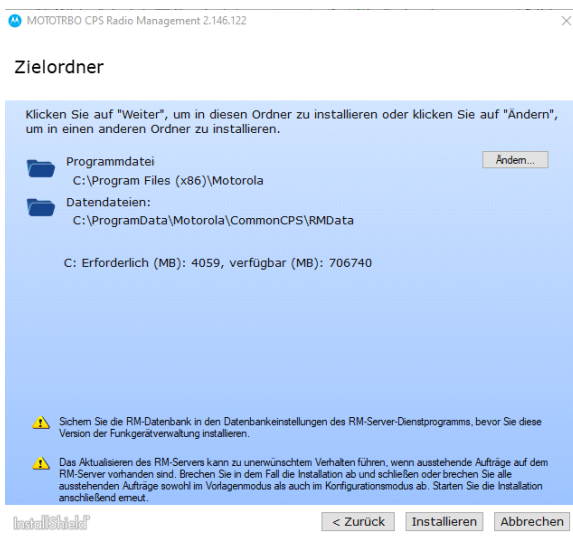 MOTOTRBO CPS Radio Management 2.146.122
Zielordner
Klicken Sie auf "Weiter", um in diesen Ordner zu installieren oder klicken Sie auf "Ändern",
um in einen anderen Ordner zu installieren.
Programmdatei
Ändern...
C:\Program Files (x86)\Motorola
Datendateien:
C:\ProgramData\Motorola\CommonCPS\RMData
C: Erforderlich (MB): 4059, verfügbar (MB): 706740
Sichern Sie die RM-Datenbank in den Datenbankeinstellungen des RM-Server-Dienstprogramms, bevor Sie diese
Version der Funkgerätverwaltung installieren.
Das Aktualisieren des RM-Servers kann zu unerwünschtem Verhalten führen, wenn ausstehende Aufträge auf dem
RM-Server vorhanden sind. Brechen Sie in dem Fall die Installation ab und schließen oder brechen Sie alle
ausstehenden Aufträge sowohl im Vorlagenmodus als auch im Konfigurationsmodus ab. Starten Sie die Installation
anschließend erneut.
InstallShield
< Zurück
Installieren
Abbrechen